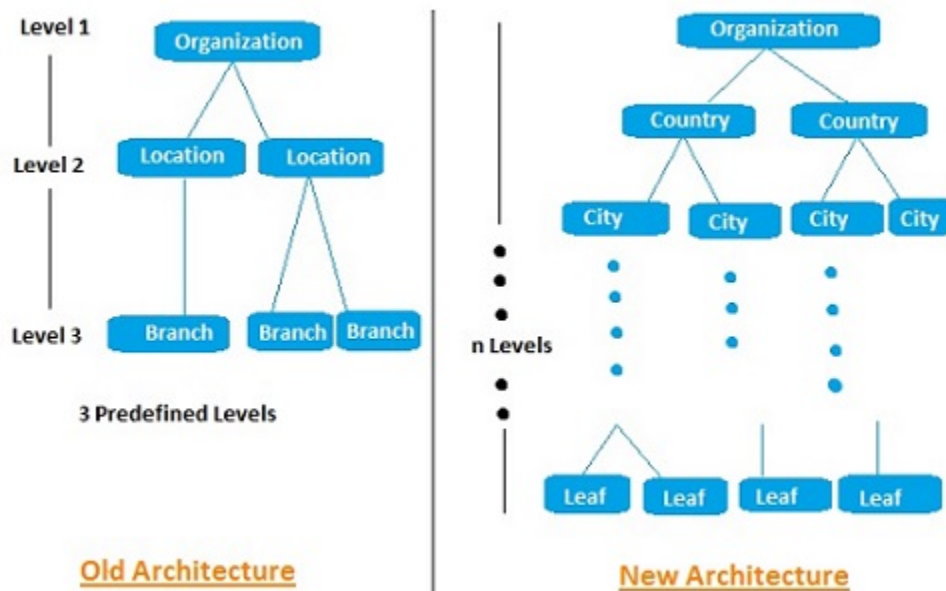 Level 1
Organization
Level 2
Location
Location
Level 3
Branch
Branch
Branch
3 Predefined Levels
Old Architecture
Organization
Country
Country
City
City
City
City
n Levels
Leaf
Leaf
Leaf
Leaf
New Architecture